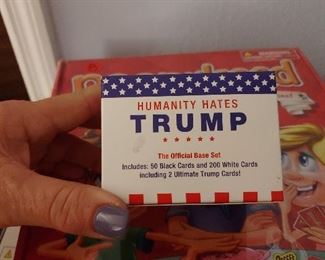 HUMANITY HATES
TRUMP
The Official Base Set
Includes: 50 Black Cards and 200 White Cards
including 2 Ultimate Trump Cards!